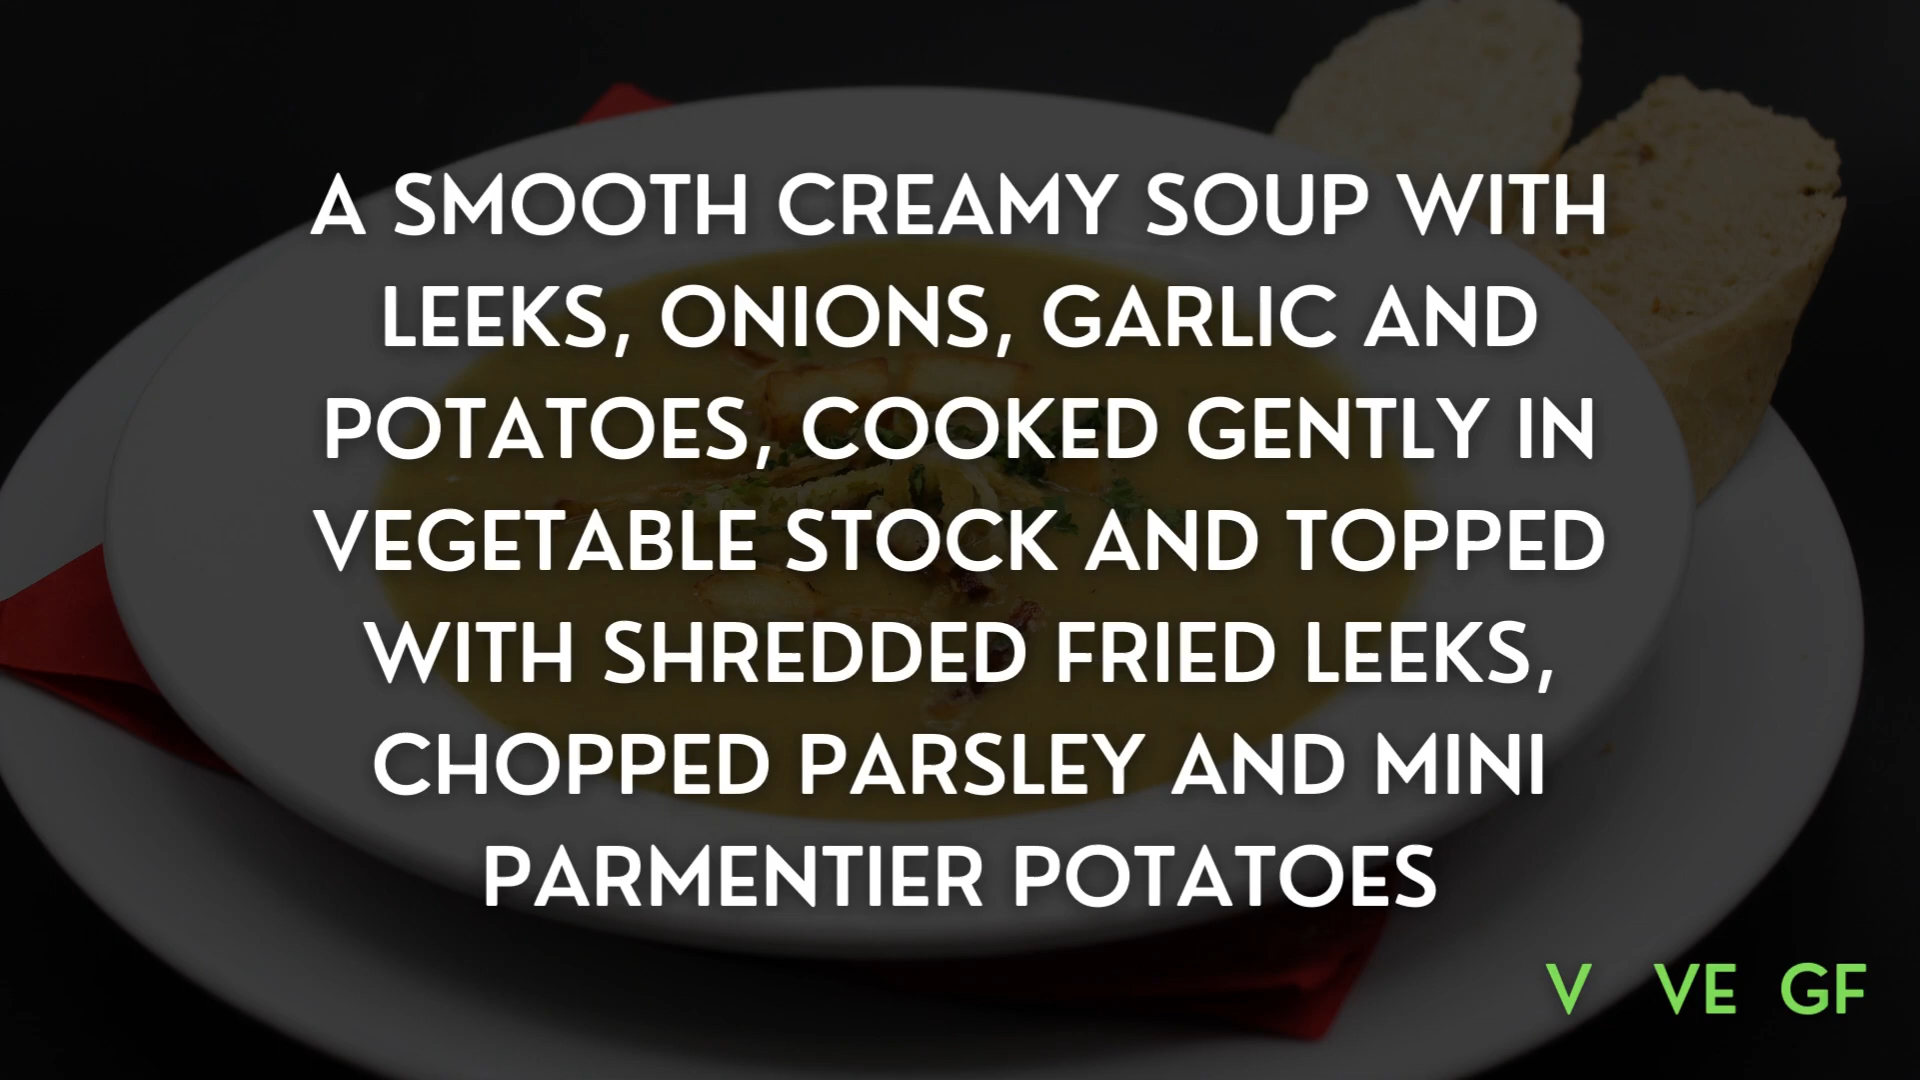 A SMOOTH CREAMY SOUP WITH
LEEKS, ONIONS, GARLIC AND
POTATOES, COOKED GENTLY IN
VEGETABLE STOCK AND TOPPED
WITH SHREDDED FRIED LEEKS,
CHOPPED PARSLEY AND MINI
PARMENTIER POTATOES
V VE GF